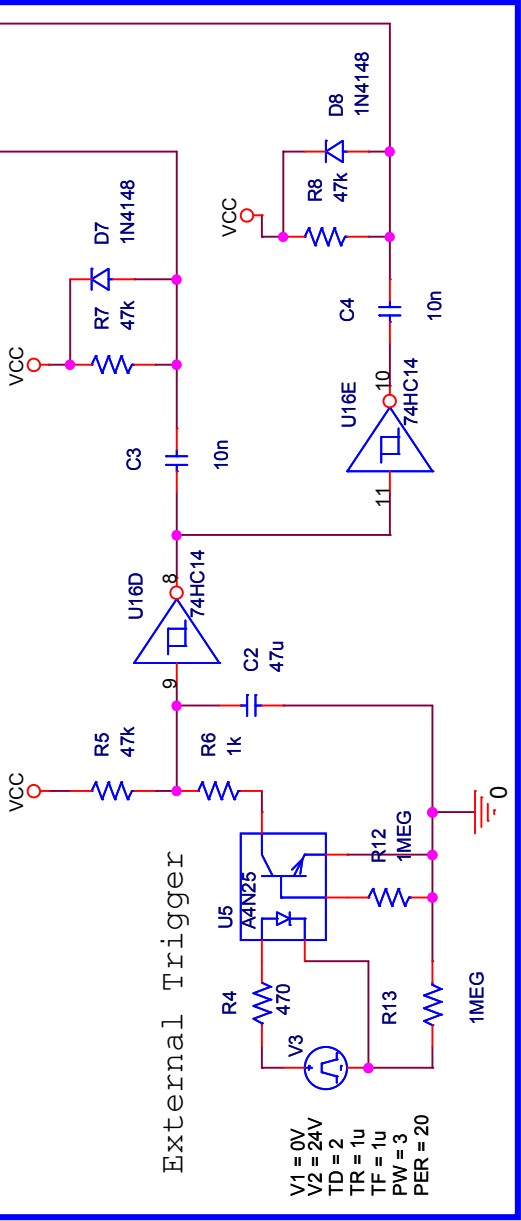 D8
1N4148
R8
47k
VCC
D7
1N4148
R7
47k
VCC
C4
10n
10
U16E
74HC14
11
C3
10n
8
U16D
74HC14
9
C2
47u
R5
47k
R6
1k
VCC
External Trigger
U5
A4N25
R12
1MEG
0
R4
470
R13
1MEG
V3
V1 = 0V
V2 = 24V
TD = 2
TR = 1u
TF = 1u
PW = 3
PER = 20